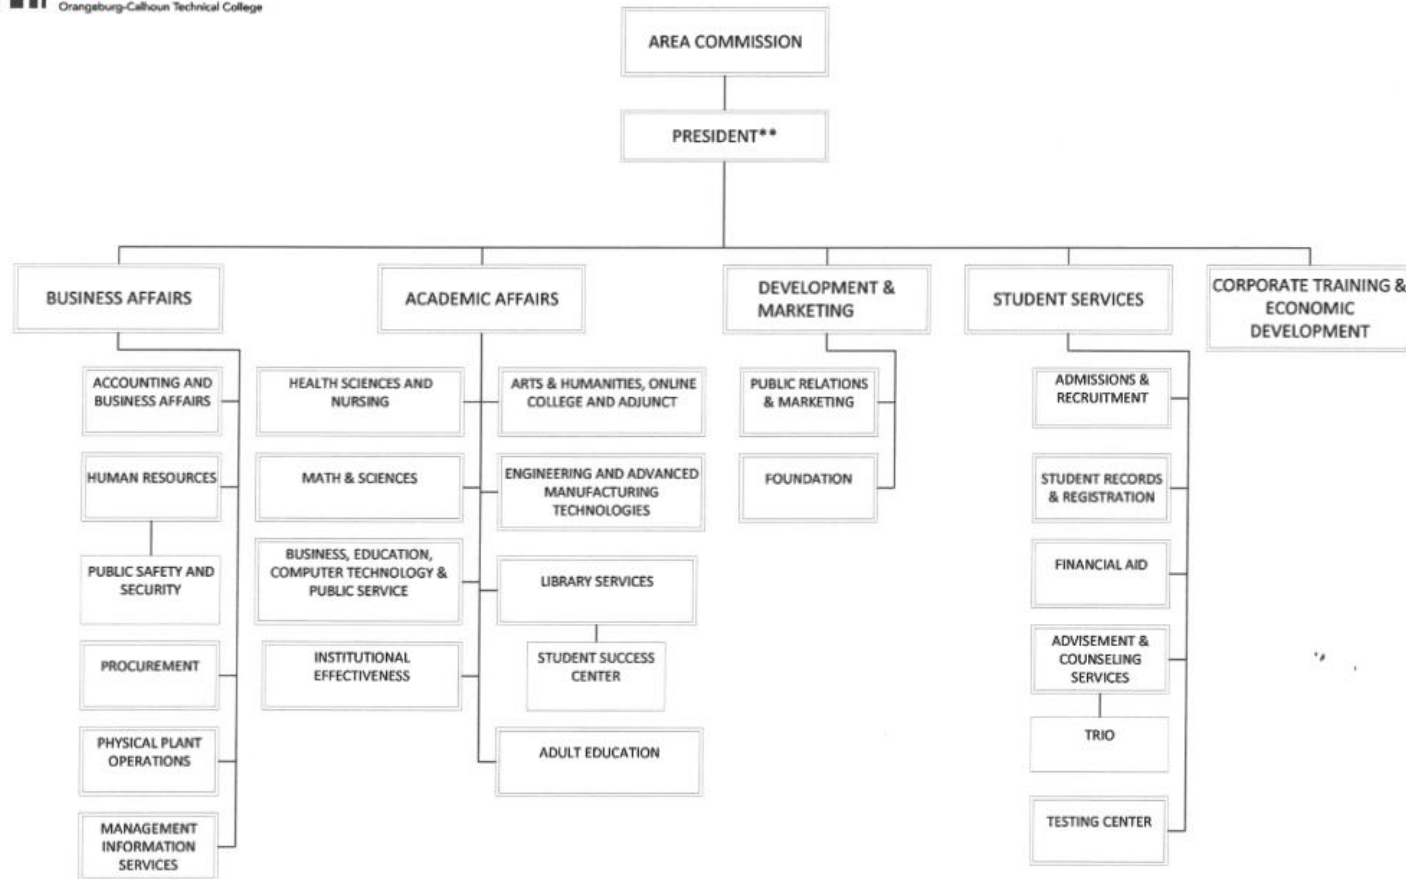 Orangeburg-Calhoun Technical College
AREA COMMISSION
PRESIDENT**
BUSINESS AFFAIRS
ACADEMIC AFFAIRS
DEVELOPMENT &
MARKETING
STUDENT SERVICES
CORPORATE TRAINING &
ECONOMIC
DEVELOPMENT
ACCOUNTING AND
BUSINESS AFFAIRS
HUMAN RESOURCES
PUBLIC SAFETY AND
SECURITY
PROCUREMENT
PHYSICAL PLANT
OPERATIONS
MANAGEMENT
INFORMATION
SERVICES
HEALTH SCIENCES AND
NURSING
MATH & SCIENCES
BUSINESS, EDUCATION,
COMPUTER TECHNOLOGY &
PUBLIC SERVICE
INSTITUTIONAL
EFFECTIVENESS
ARTS & HUMANITIES, ONLINE
COLLEGE AND ADJUNCT
ENGINEERING AND ADVANCED
MANUFACTURING
TECHNOLOGIES
LIBRARY SERVICES
STUDENT SUCCESS
CENTER
ADULT EDUCATION
PUBLIC RELATIONS
& MARKETING
FOUNDATION
ADMISSIONS &
RECRUITMENT
STUDENT RECORDS
& REGISTRATION
FINANCIAL AID
ADVISEMENT &
COUNSELING
SERVICES
TRIO
TESTING CENTER